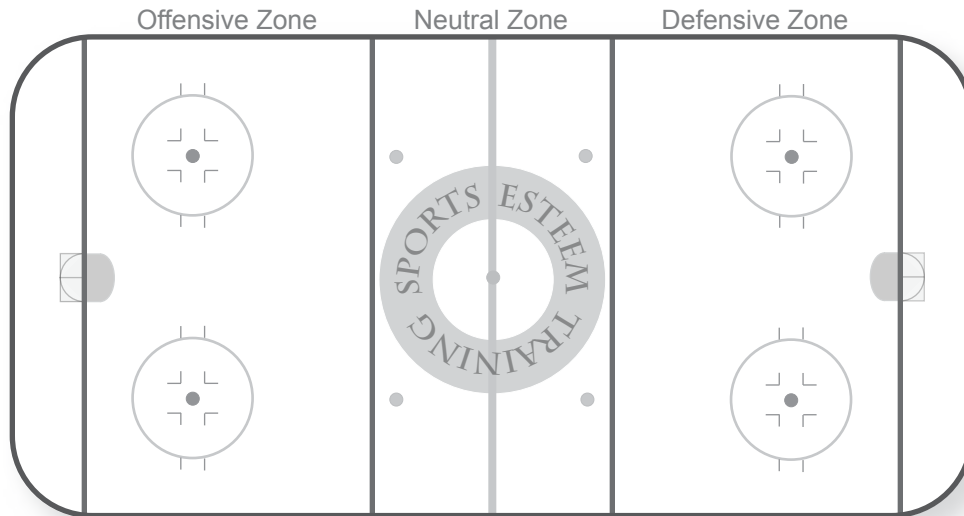 Offensive Zone
Neutral Zone
Defensive Zone
SPORTS ESTEEM TRAINING